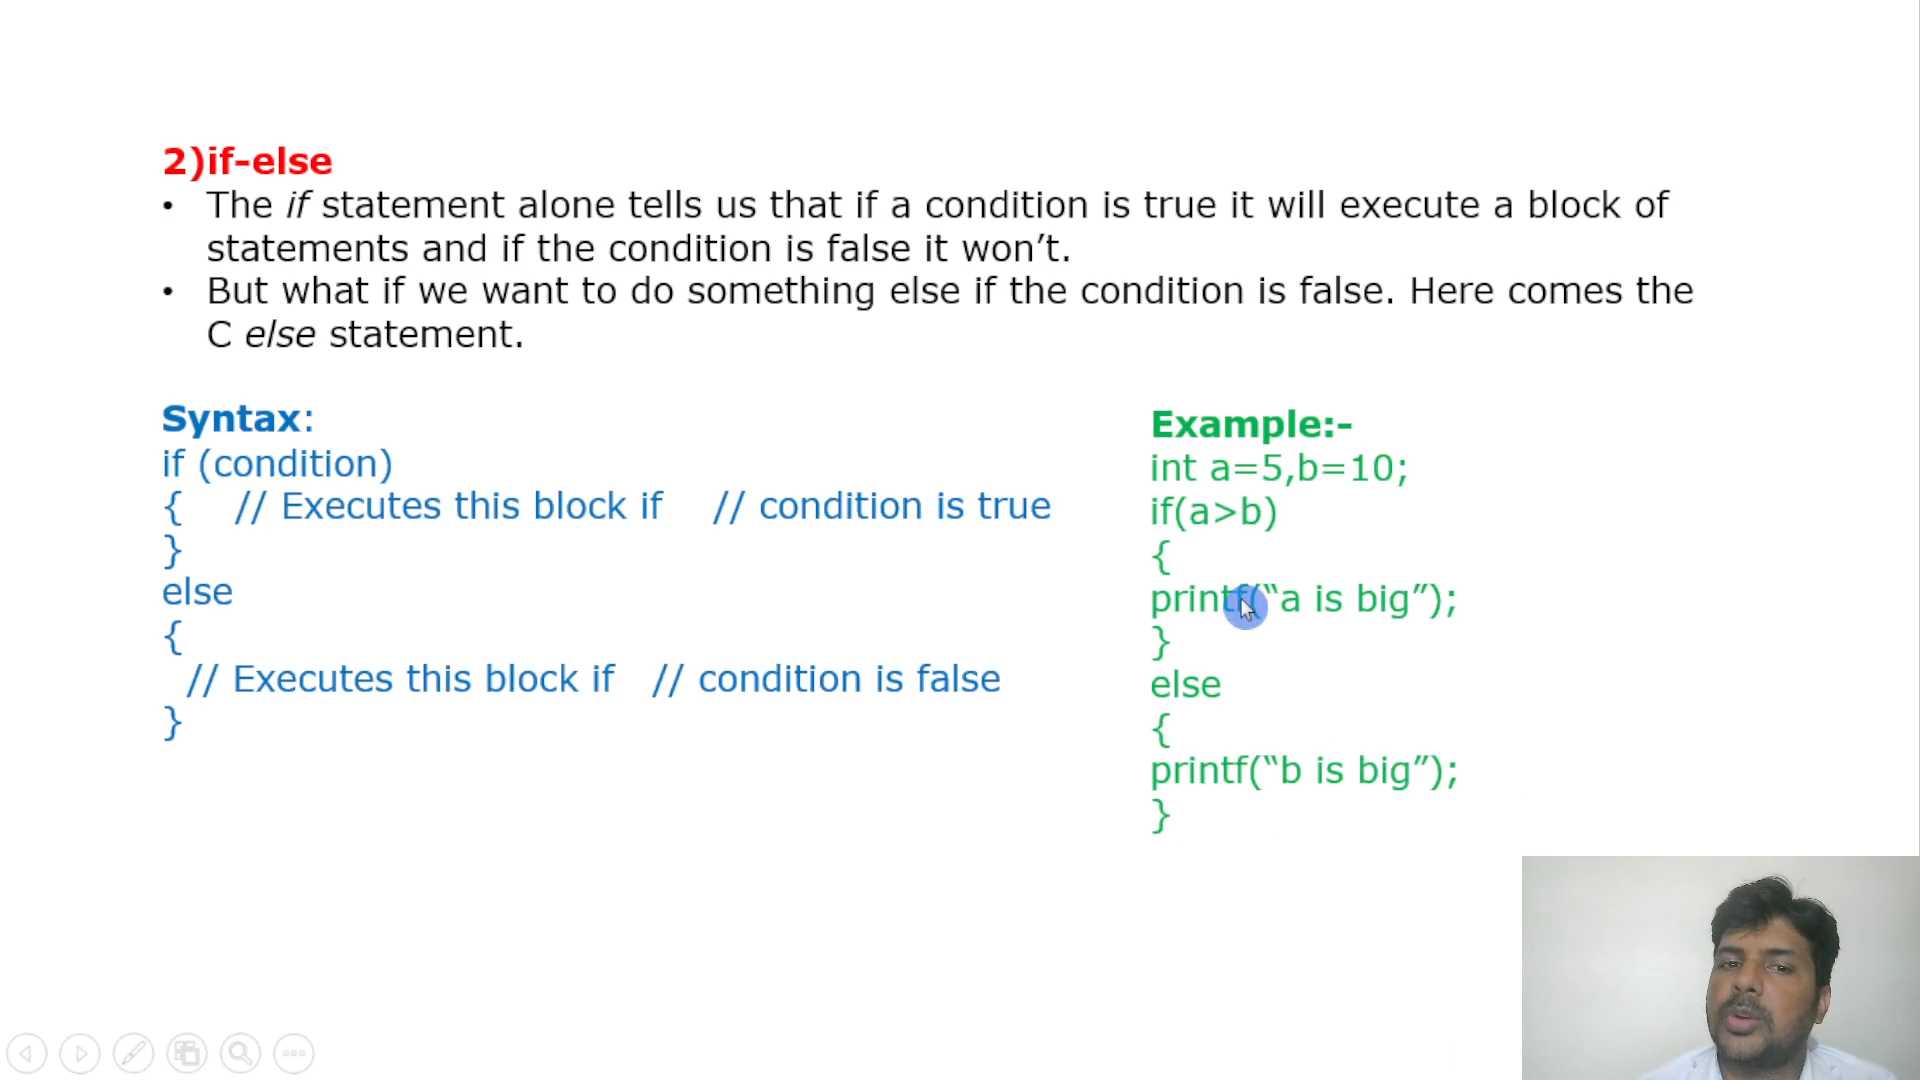 2)if-else
• The if statement alone tells us that if a condition is true it will execute a block of
statements and if the condition is false it won’t.
• But what if we want to do something else if the condition is false. Here comes the
C else statement.
Syntax:
if (condition)
{ // Executes this block if // condition is true
}
else
{
// Executes this block if // condition is false
}
Example:-
int a=5,b=10;
if(a>b)
{
printf(“a is big”);
}
else
{
printf(“b is big”);
}